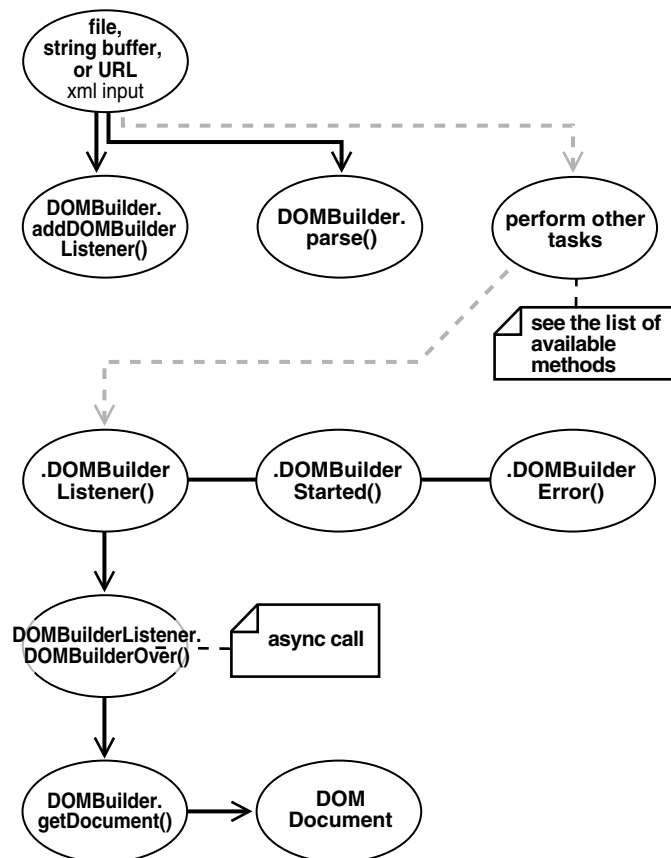 file,
string buffer,
or URL
xml input
DOMBuilder.
addDOMBuilder
Listener()
DOMBuilder.
parse()
perform other
tasks
see the list of
available
methods
.DOMBuilder
Listener()
.DOMBuilder
Started()
.DOMBuilder
Error()
DOMBuilderListener.
DOMBuilderOver()
async call
DOMBuilder.
getDocument()
DOM
Document